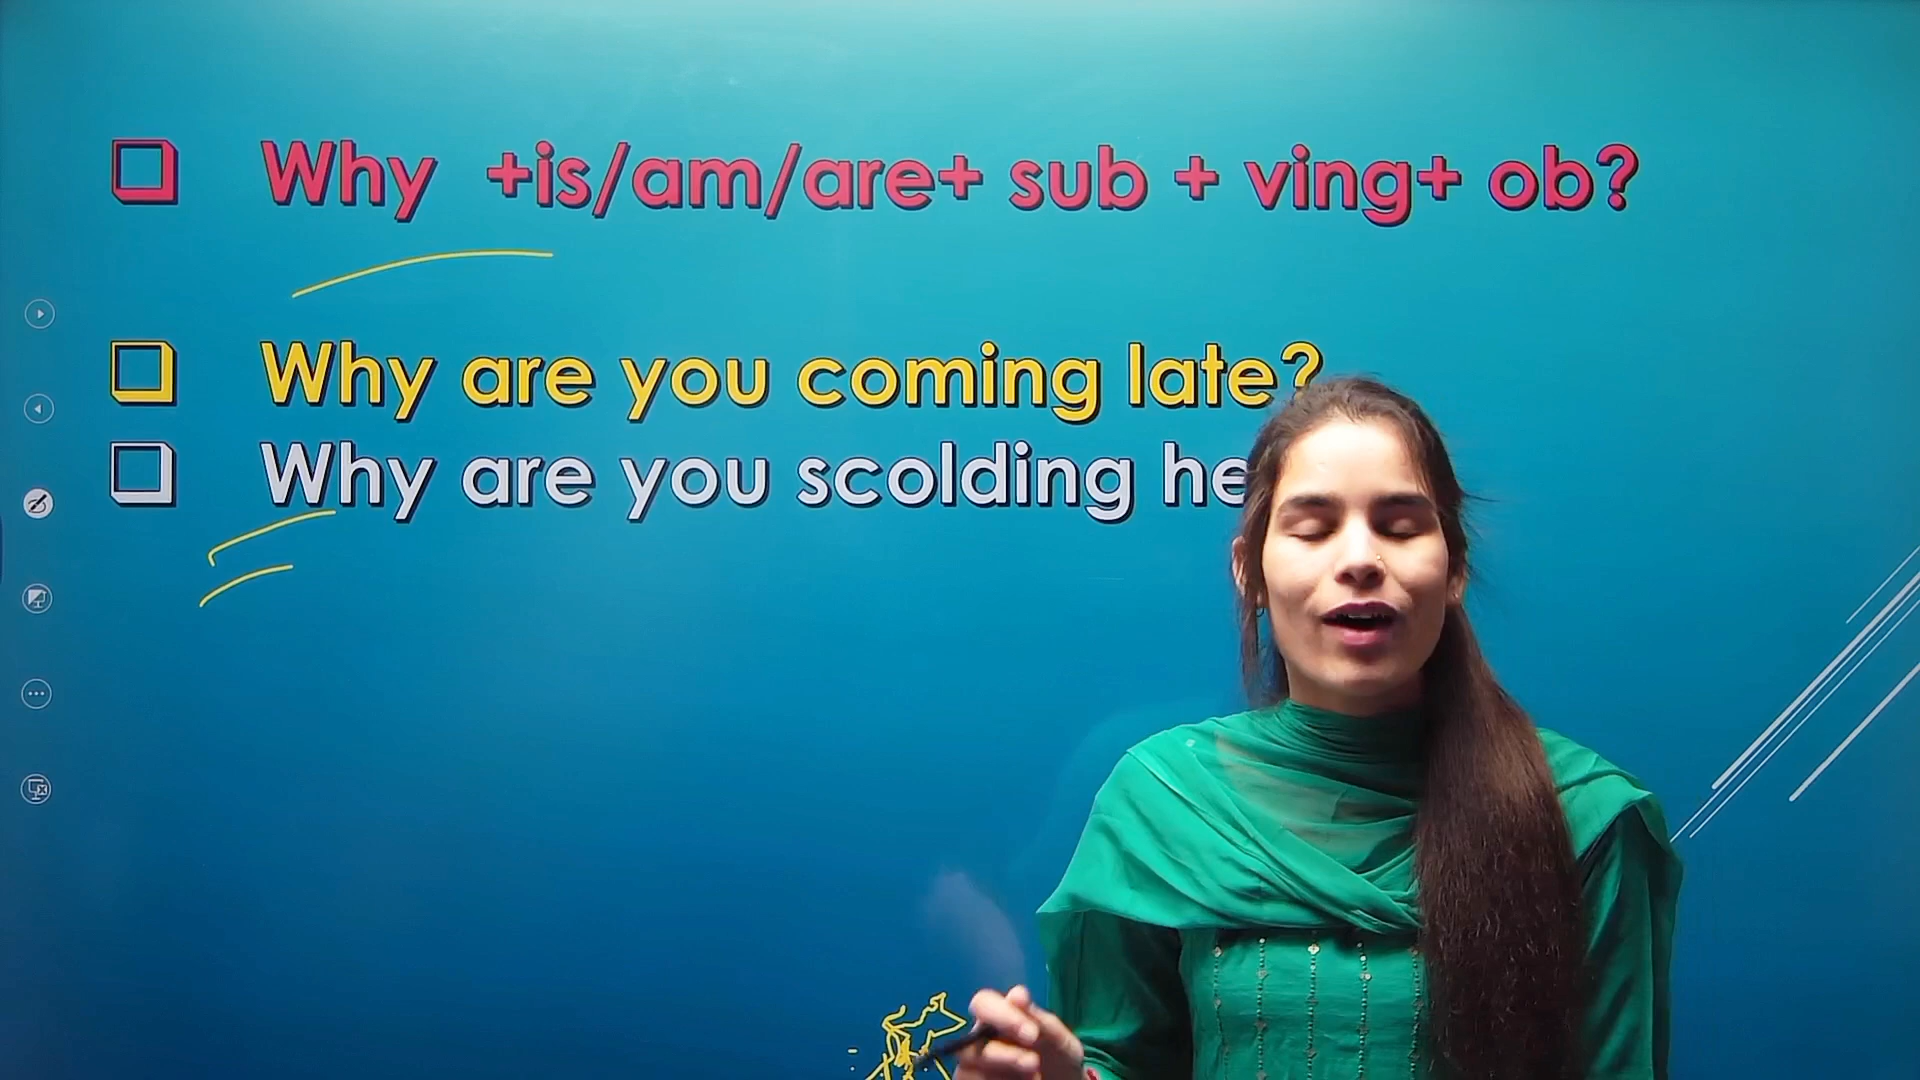 Why +is/am/are+ sub + ving+ ob?
Why are you coming late?
Why are you scolding